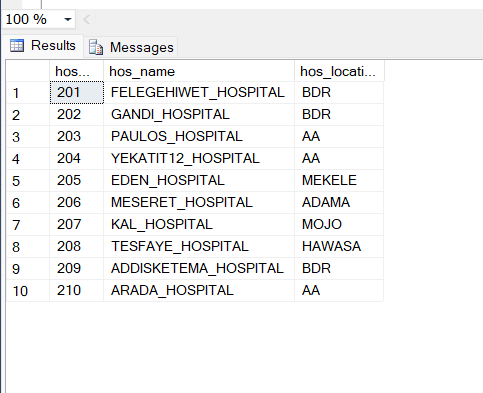 100 %
Results Messages
hos... hos_name hos_locati...
1 201 FELEGEHIWET_HOSPITAL BDR
2 202 GANDI_HOSPITAL BDR
3 203 PAULOS_HOSPITAL AA
4 204 YEKATIT12_HOSPITAL AA
5 205 EDEN_HOSPITAL MEKELE
6 206 MESERET_HOSPITAL ADAMA
7 207 KAL_HOSPITAL MOJO
8 208 TESFAYE_HOSPITAL HAWASA
9 209 ADDISKETEMA_HOSPITAL BDR
10 210 ARADA_HOSPITAL AA